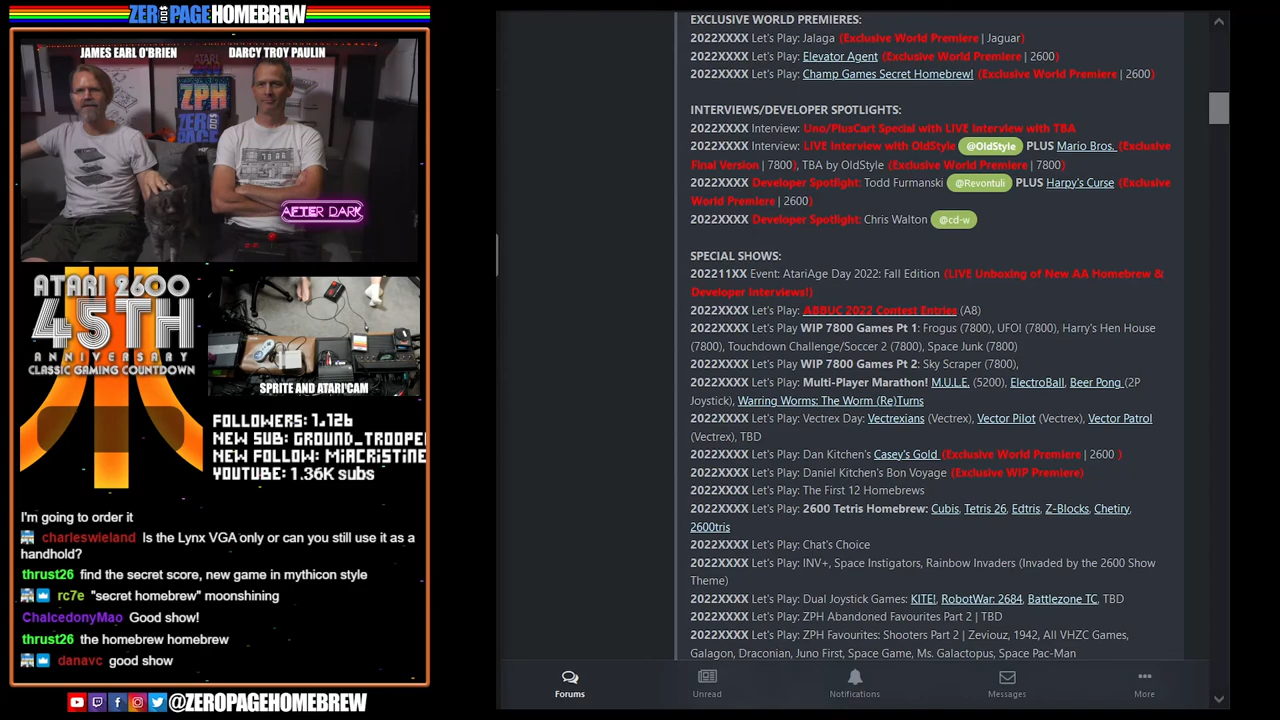 ZERO PAGE HOMEBREW
JAMES EARL O'BRIEN
DARCY TROY PAULIN
ATARI
ZPH
ZERO
PAGE
AFTER DARK
ATARI 2600
45TH
ANNIVERSARY
CLASSIC GAMING COUNTDOWN
SPRITE AND ATARI'CAM
FOLLOWERS: 1,126
NEW SUB: GROUND_TROOPER
NEW FOLLOW: MIACRISTINE
YOUTUBE: 1.36K subs
I'm going to order it
charleswieland Is the Lynx VGA only or can you still use it as a
handhold?
thrust26 find the secret score, new game in mythicon style
rc7e "secret homebrew" moonshining
ChalcedonyMao Good show!
thrust26 the homebrew homebrew
danavc good show
@ZEROPAGEHOMEBREW
EXCLUSIVE WORLD PREMIERES:
2022XXXX Let's Play: Jalaga (Exclusive World Premiere | Jaguar)
2022XXXX Let's Play: Elevator Agent (Exclusive World Premiere | 2600)
2022XXXX Let's Play: Champ Games Secret Homebrew! (Exclusive World Premiere | 2600)
INTERVIEWS/DEVELOPER SPOTLIGHTS:
2022XXXX Interview: Uno/PlusCart Special with LIVE Interview with TBA
2022XXXX Interview: LIVE Interview with OldStyle @OldStyle PLUS Mario Bros. (Exclusive
Final Version | 7800), TBA by OldStyle (Exclusive World Premiere | 7800)
2022XXXX Developer Spotlight: Todd Furmanski @Revontuli PLUS Harpy's Curse (Exclusive
World Premiere | 2600)
2022XXXX Developer Spotlight: Chris Walton @cd-w
SPECIAL SHOWS:
202211XX Event: AtariAge Day 2022: Fall Edition (LIVE Unboxing of New AA Homebrew &
Developer Interviews!)
2022XXXX Let's Play: ABBUC 2022 Contest Entries (A8)
2022XXXX Let's Play WIP 7800 Games Pt 1: Frogus (7800), UFO! (7800), Harry's Hen House
(7800), Touchdown Challenge/Soccer 2 (7800), Space Junk (7800)
2022XXXX Let's Play WIP 7800 Games Pt 2: Sky Scraper (7800),
2022XXXX Let's Play: Multi-Player Marathon! M.U.L.E. (5200), ElectroBall, Beer Pong (2P
Joystick), Warring Worms: The Worm (Re)Turns
2022XXXX Let's Play: Vectrex Day: Vectrexians (Vectrex), Vector Pilot (Vectrex), Vector Patrol
(Vectrex), TBD
2022XXXX Let's Play: Dan Kitchen's Casey's Gold (Exclusive World Premiere | 2600 )
2022XXXX Let's Play: Daniel Kitchen's Bon Voyage (Exclusive WIP Premiere)
2022XXXX Let's Play: The First 12 Homebrews
2022XXXX Let's Play: 2600 Tetris Homebrew: Cubis, Tetris 26, Edtris, Z-Blocks, Chetiry,
2600tris
2022XXXX Let's Play: Chat's Choice
2022XXXX Let's Play: INV+, Space Instigators, Rainbow Invaders (Invaded by the 2600 Show
Theme)
2022XXXX Let's Play: Dual Joystick Games: KITE!, RobotWar: 2684, Battlezone TC, TBD
2022XXXX Let's Play: ZPH Abandoned Favourites Part 2 | TBD
2022XXXX Let's Play: ZPH Favourites: Shooters Part 2 | Zeviouz, 1942, All VHZC Games,
Galagon, Draconian, Juno First, Space Game, Ms. Galactopus, Space Pac-Man
Forums
Unread
Notifications
Messages
More